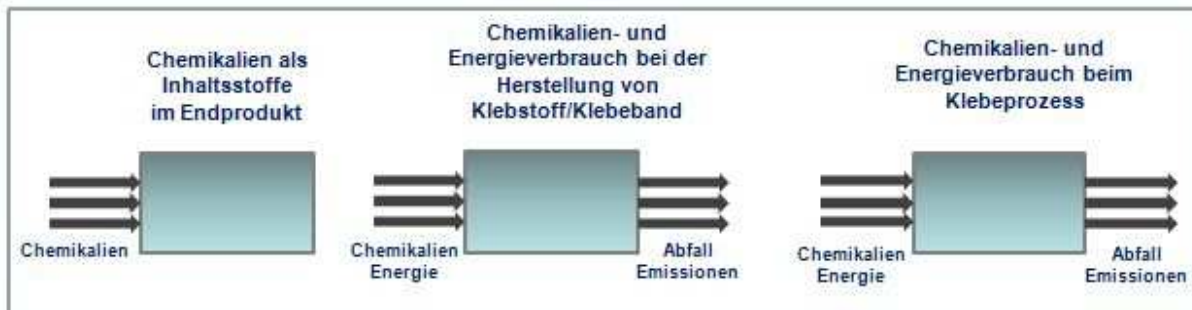 Chemikalien als
Inhaltsstoffe
im Endprodukt
Chemikalien
Chemikalien- und
Energieverbrauch bei der
Herstellung von
Klebstoff/Klebeband
Chemikalien
Energie
Abfall
Emissionen
Chemikalien- und
Energieverbrauch beim
Klebeprozess
Chemikalien
Energie
Abfall
Emissionen